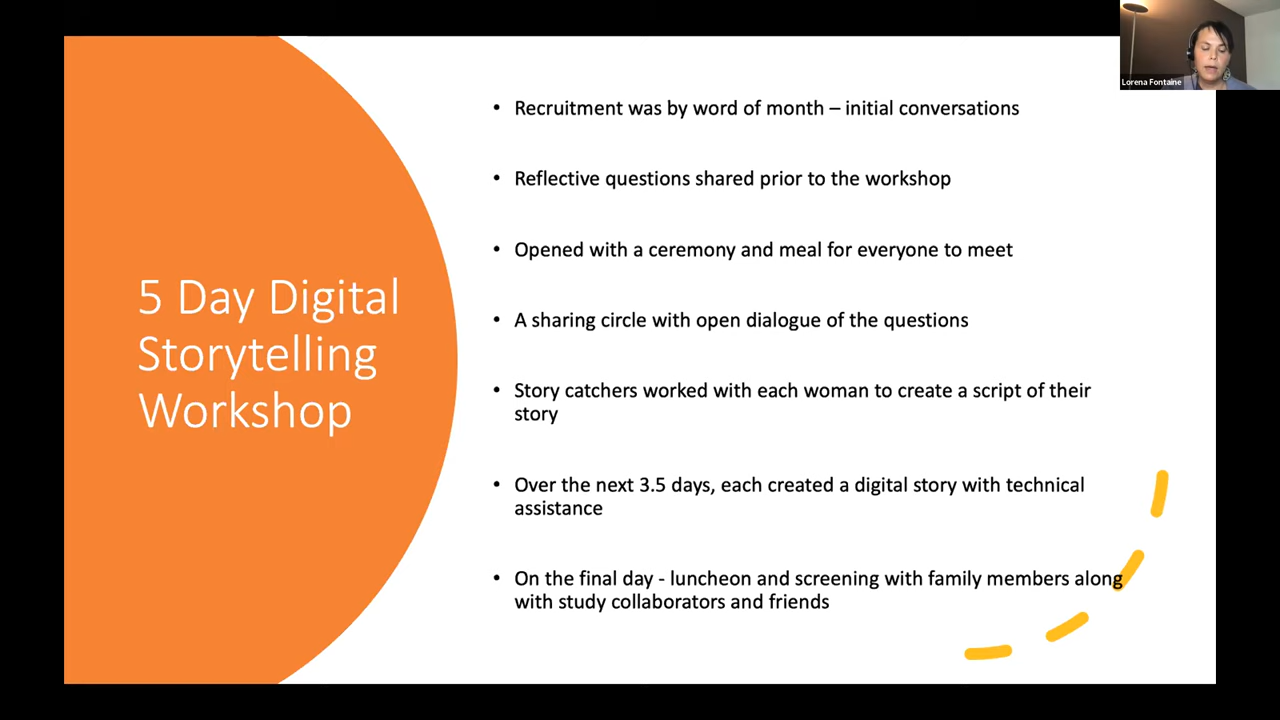 Lorena Fontaine
5 Day Digital
Storytelling
Workshop
• Recruitment was by word of month – initial conversations
• Reflective questions shared prior to the workshop
• Opened with a ceremony and meal for everyone to meet
• A sharing circle with open dialogue of the questions
• Story catchers worked with each woman to create a script of their
story
• Over the next 3.5 days, each created a digital story with technical
assistance
• On the final day - luncheon and screening with family members along
with study collaborators and friends